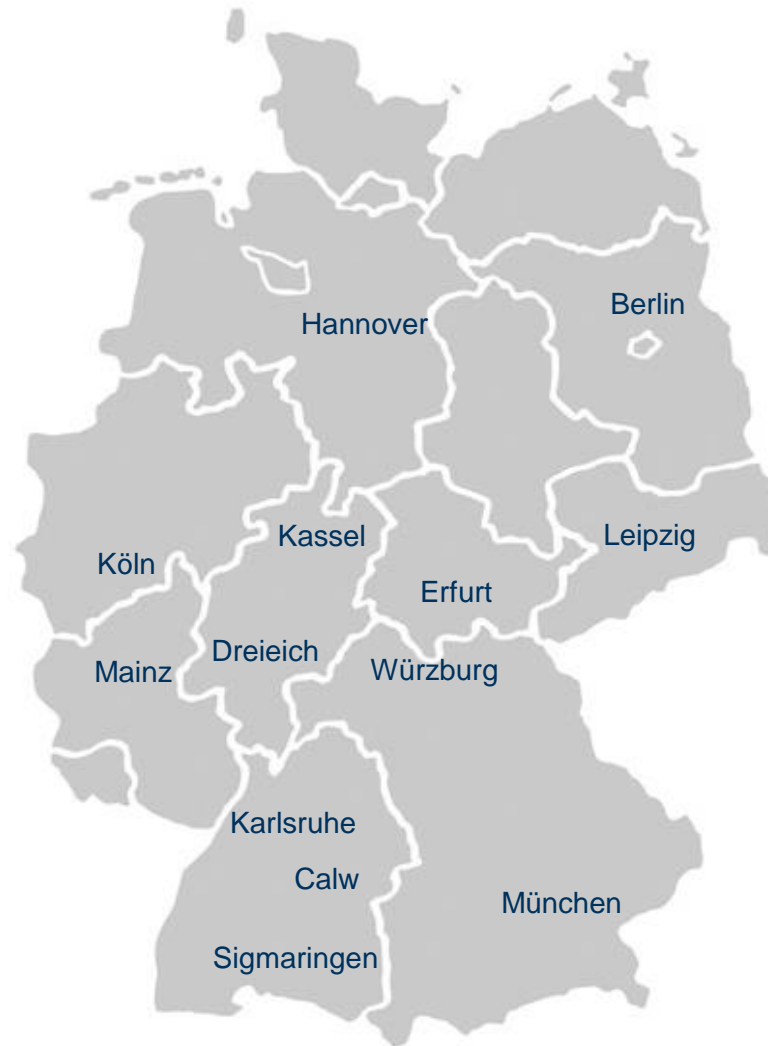 Berlin
Hannover
Leipzig
Kassel
Köln
Erfurt
Dreieich
Würzburg
Mainz
Karlsruhe
Calw
München
Sigmaringen